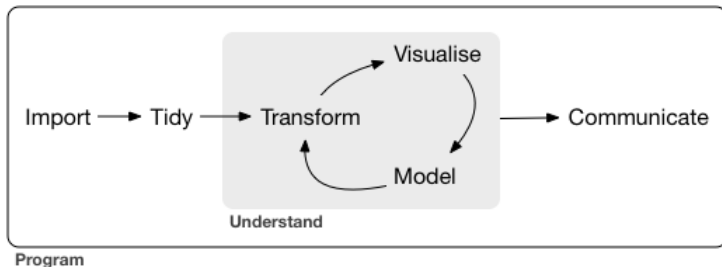 Visualise
Import Tidy Transform Communicate
Model
Understand
Program